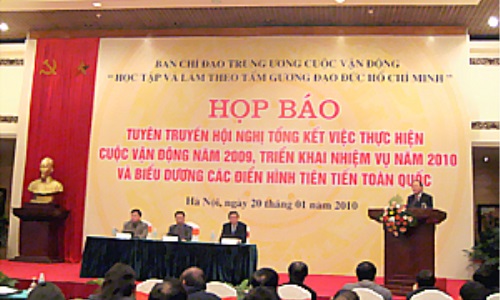 BAN CHỈ ĐẠO TRUNG ƯƠNG CUỘC VẬN ĐỘNG
"HỌC TẬP VÀ LÀM THEO TẤM GƯƠNG ĐẠO ĐỨC HỒ CHÍ MINH"
HỌP BÁO
TUYÊN TRUYỀN HỘI NGHỊ TỔNG KẾT VIỆC THỰC HIỆN
CUỘC VẬN ĐỘNG NĂM 2009, TRIỂN KHAI NHIỆM VỤ NĂM 2010
VÀ BIỂU DƯƠNG CÁC ĐIỂN HÌNH TIÊN TIẾN TOÀN QUỐC
Hà Nội, ngày 20 tháng 01 năm 2010